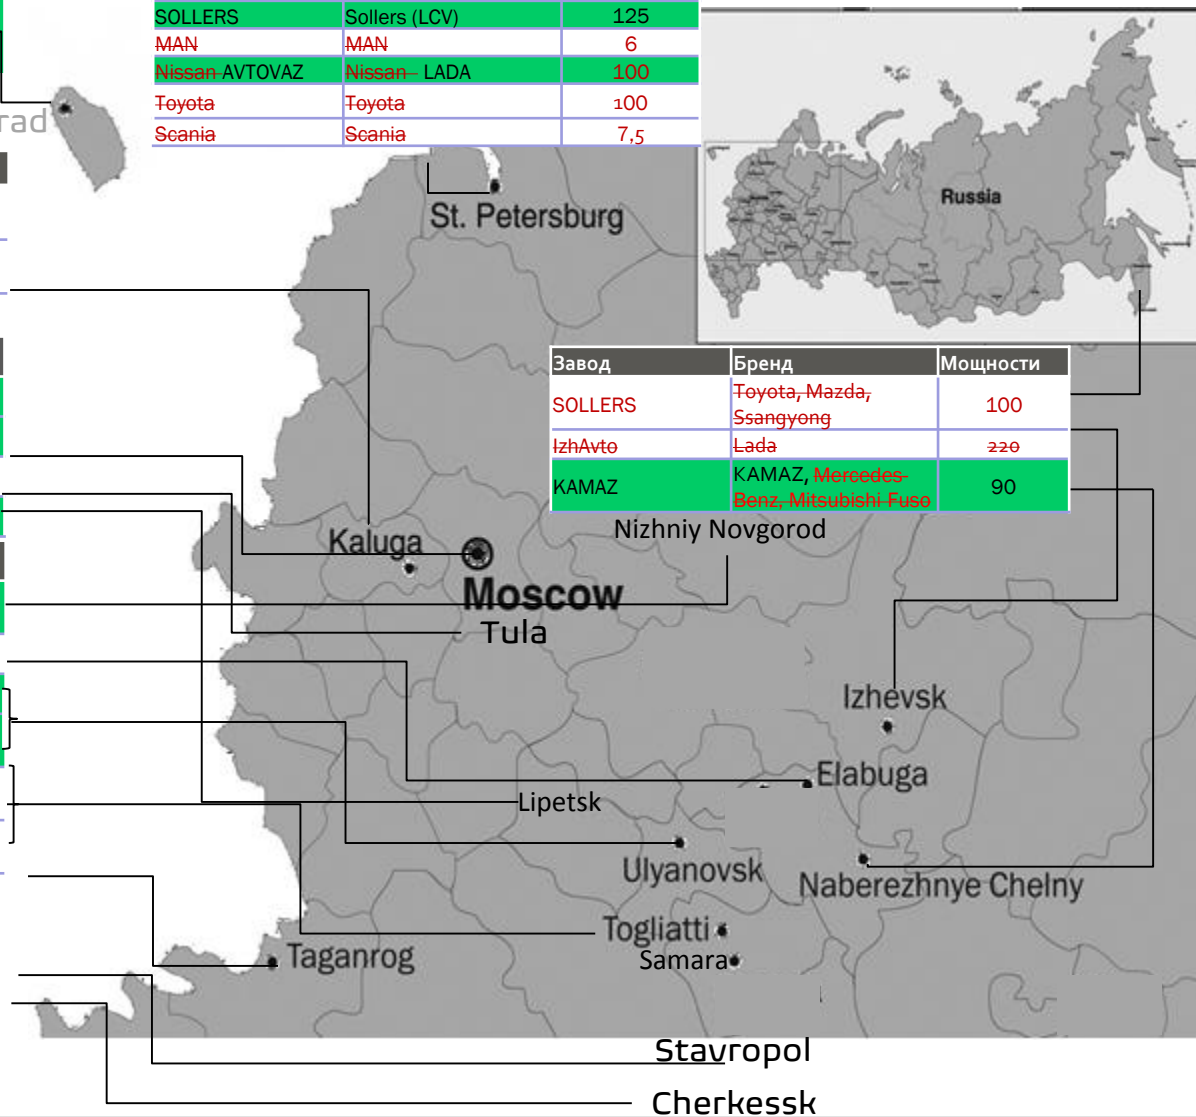 SOLLERS Sollers (LCV) 125
MAN MAN 6
Nissan AVTOVAZ Nissan LADA 100
Toyota Toyota 100
Scania Scania 7,5
rad
St. Petersburg
Russia
Завод Бренд Мощности
SOLLERS Toyota, Mazda, Ssangyong 100
IzhAvto Lada 220
KAMAZ KAMAZ, Mercedes-Benz, Mitsubishi Fuso 90
Nizhniy Novgorod
Kaluga
Moscow
Tula
Izhevsk
Elabuga
Lipetsk
Ulyanovsk
Naberezhnye Chelny
Togliatti
Taganrog
Samara
Stavropol
Cherkessk